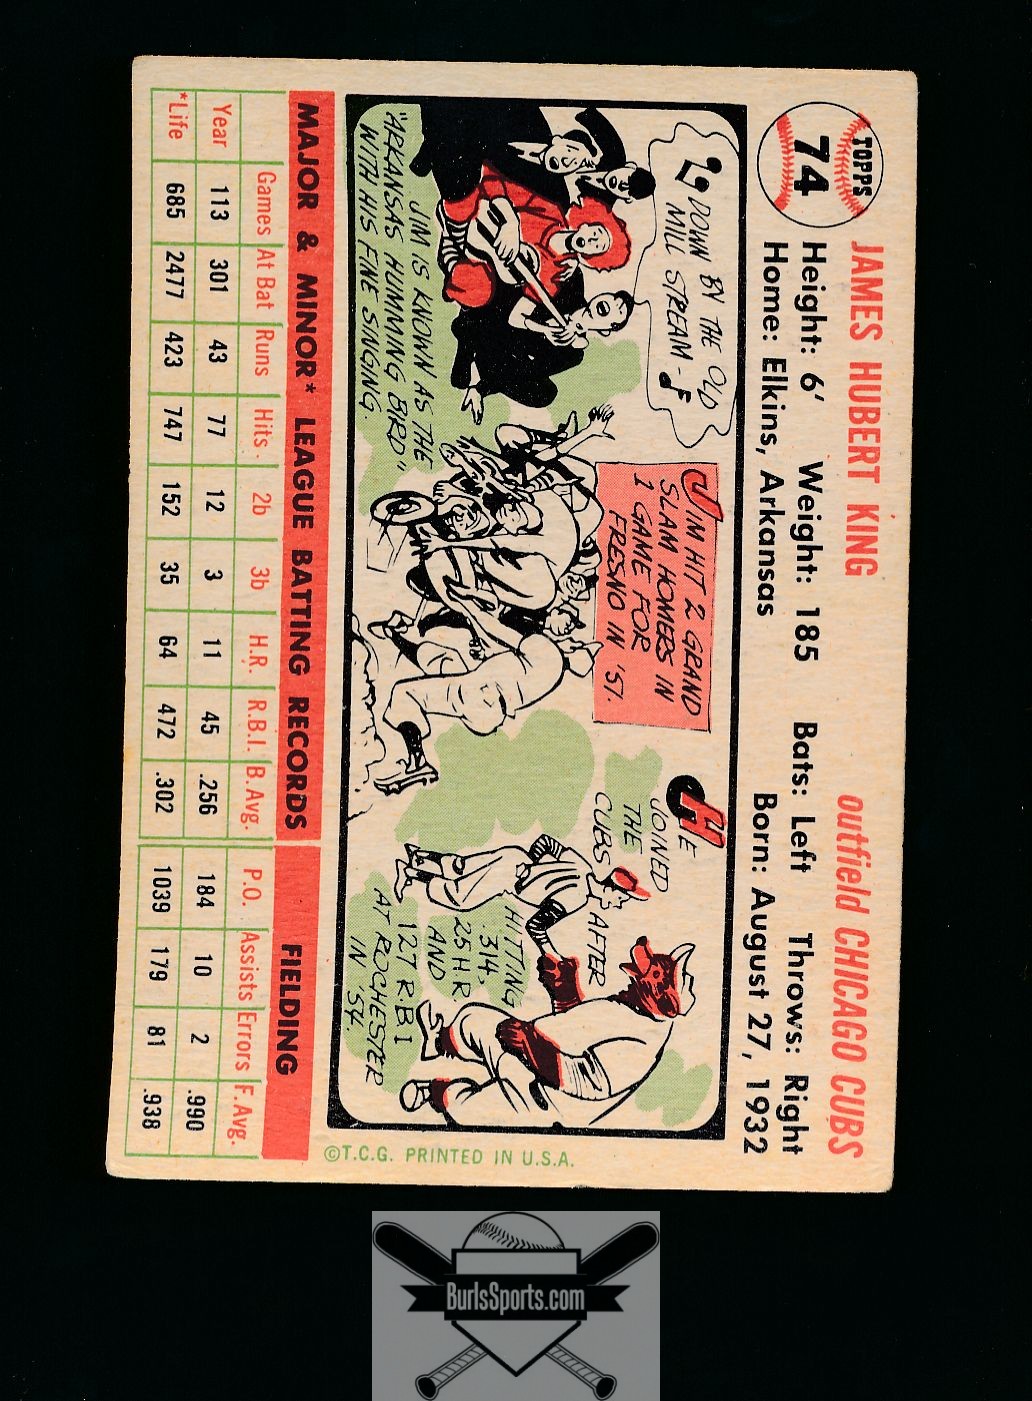 TOPPS
74
JAMES HUBERT KING
outfield CHICAGO CUBS
Height: 6' Weight: 185 Bats: Left Throws: Right
Home: Elkins, Arkansas Born: August 27, 1932
DOWN BY THE OLD
MILL STREAM-
JIM IS KNOWN AS THE
"ARKANSAS HUMMING BIRD"
WITH HIS FINE SINGING.
JIM HIT 2 GRAND
SLAM HOMERS IN
1 GAME FOR
FRESNO IN '51.
HE
JOINED
THE
CUBS AFTER
HITTING
.314,
25 H.R.
AND
127 R.B.I
AT ROCHESTER
IN '54.
©T.C.G. PRINTED IN U.S.A.
MAJOR & MINOR* LEAGUE BATTING RECORDS FIELDING
Games At Bat Runs Hits. 2b 3b H.R. R.B.I. B.Avg. P.O. Assists Errors F. Avg.
Year 113 301 43 77 12 3 11 45 .256 184 10 2 .990
*Life 685 2477 423 747 152 35 64 472 .302 1039 179 81 .938
BurlsSports.com